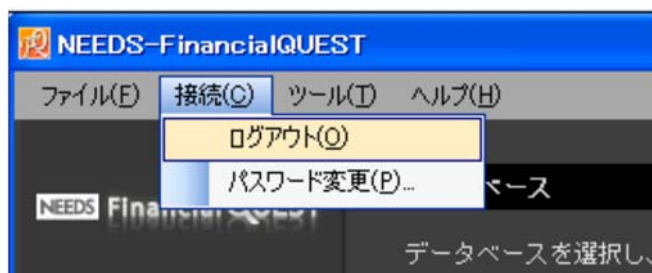 NEEDS-FinancialQUEST
ファイル(F) 接続(C) ツール(T) ヘルプ(H)
ログアウト(O)
パスワード変更(P)...
ベース
NEEDS Financial QUEST
データベースを選択し、